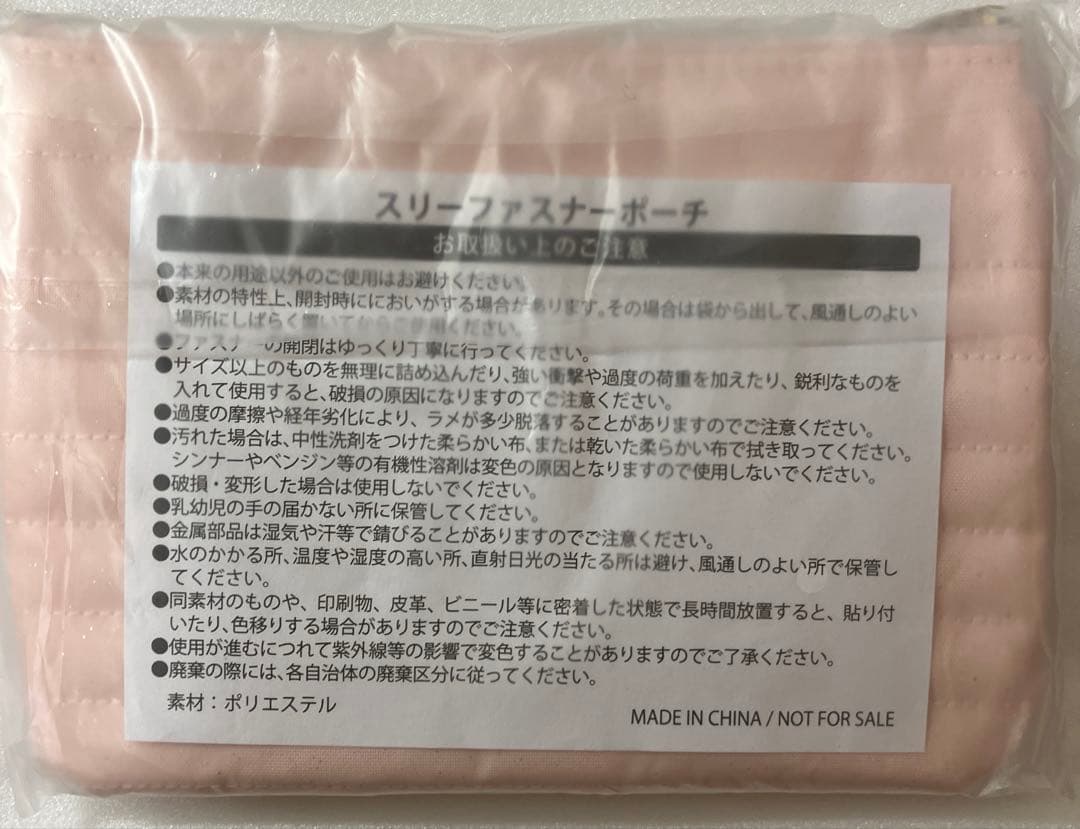 スリーファスナーポーチ
お取扱い上のご注意
●本来の用途以外のご使用はお避けください。
●素材の特性上、開封時ににおいがする場合があります。その場合は袋から出して、風通しのよい
場所にしばらく置いてからご使用ください。
●ファスナーの開閉はゆっくり丁寧に行ってください。
●サイズ以上のものを無理に詰め込んだり、強い衝撃や過度の荷重を加えたり、鋭利なものを
入れて使用すると、破損の原因になりますのでご注意ください。
●過度の摩擦や経年劣化により、ラメが多少脱落することがありますのでご注意ください。
●汚れた場合は、中性洗剤をつけた柔らかい布、または乾いた柔らかい布で拭き取ってください。
シンナーやベンジン等の有機性溶剤は変色の原因となりますので使用しないでください。
●破損・変形した場合は使用しないでください。
●乳幼児の手の届かない所に保管してください。
●金属部品は湿気や汗等で錆びることがありますのでご注意ください。
●水のかかる所、温度や湿度の高い所、直射日光の当たる所は避け、風通しのよい所で保管し
てください。
●同素材のものや、印刷物、皮革、ビニール等に密着した状態で長時間放置すると、貼り付
いたり、色移りする場合がありますのでご注意ください。
●使用が進むにつれて紫外線等の影響で変色することがありますのでご了承ください。
●廃棄の際には、各自治体の廃棄区分に従ってください。
素材：ポリエステル
MADE IN CHINA / NOT FOR SALE